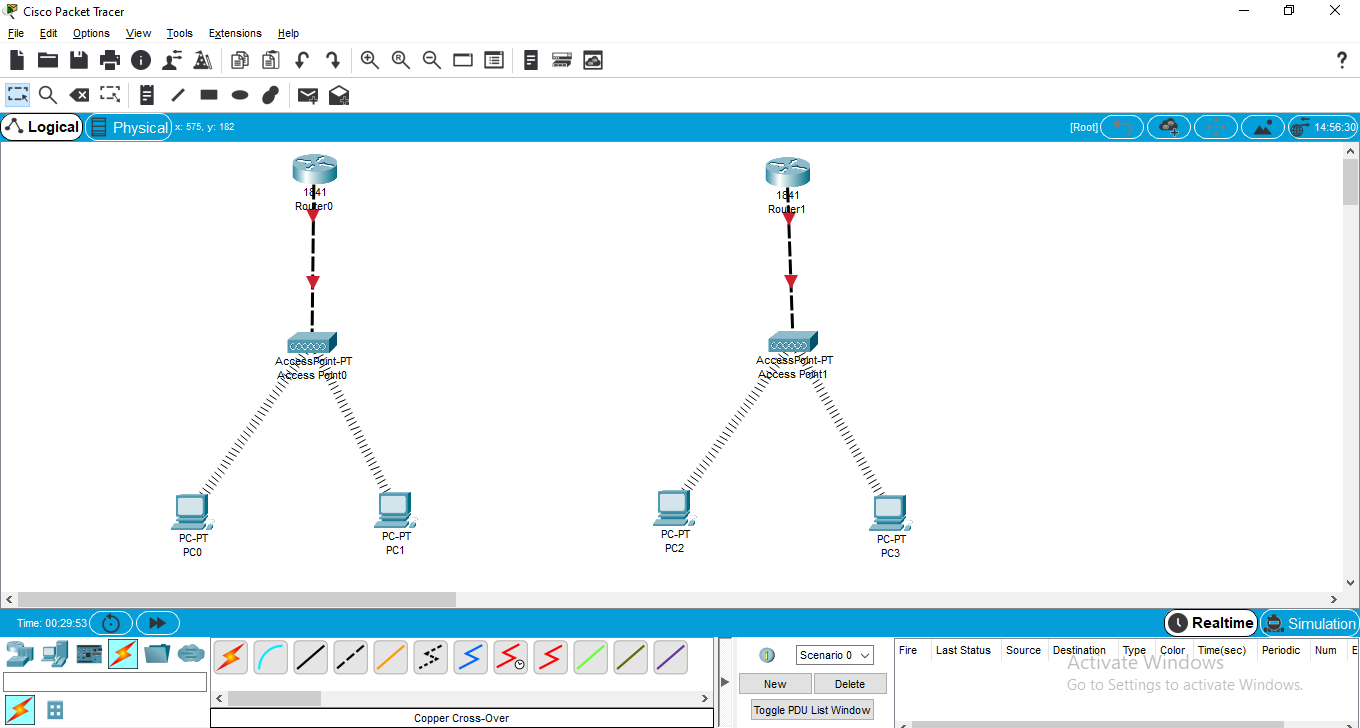 Cisco Packet Tracer
File Edit Options View Tools Extensions Help
R
?
Logical Physical x: 575, y: 182 [Root] 14:56:30
1841
Router0
1841
Router1
AccessPoint-PT
Access Point0
AccessPoint-PT
Access Point1
PC-PT
PC0
PC-PT
PC1
PC-PT
PC2
PC-PT
PC3
Time: 00:29:53 Realtime Simulation
Scenario 0
New Delete
Toggle PDU List Window
Fire Last Status Source Destination Type Color Time(sec) Periodic Num E
Activate Windows
Go to Settings to activate Windows.
Copper Cross-Over